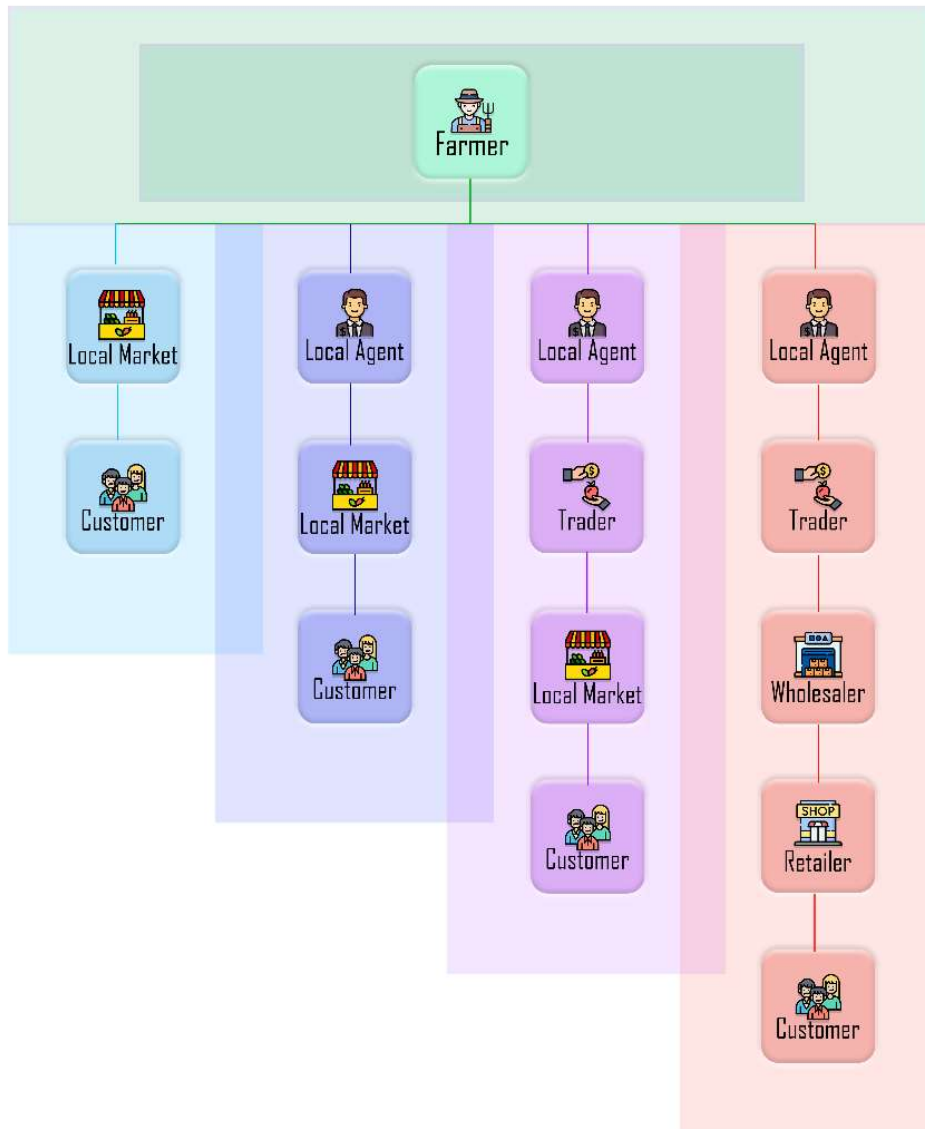 Farmer
Local Market
Local Agent
Local Agent
Local Agent
Customer
Local Market
Trader
Trader
Customer
Local Market
Wholesaler
Customer
SHOP
Retailer
Customer